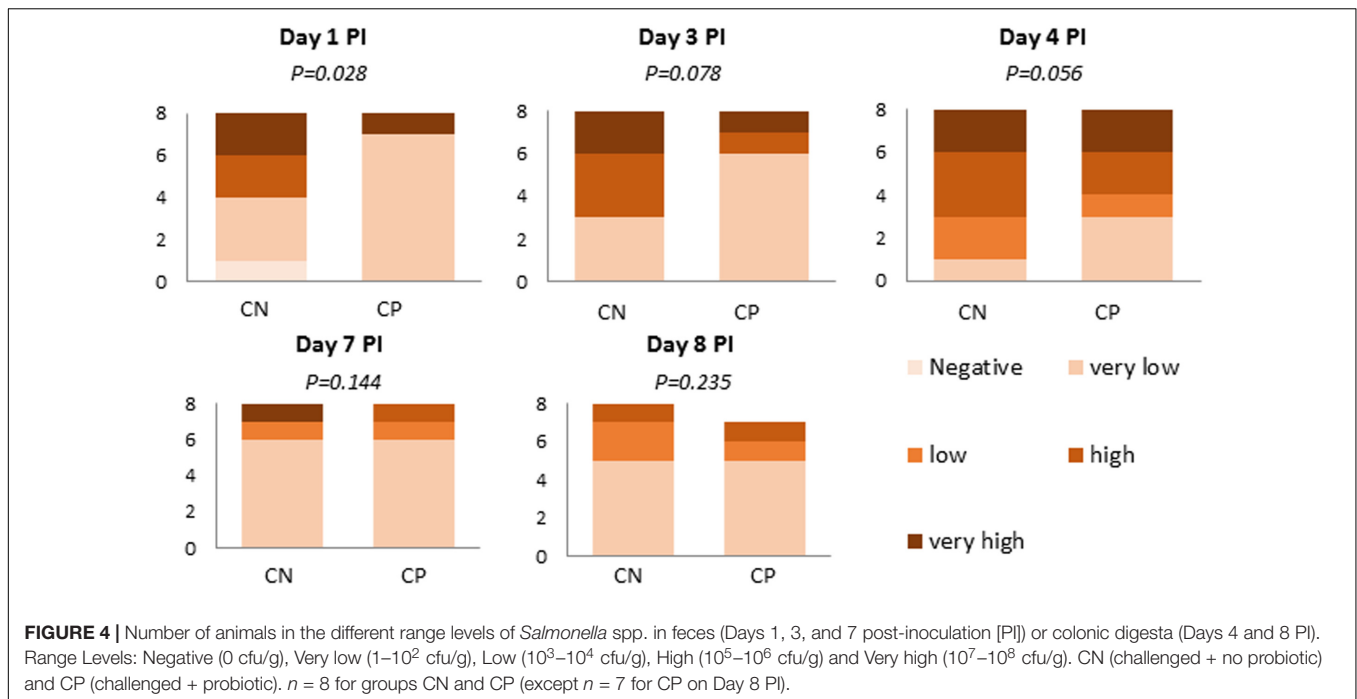 Day 1 PI
P=0.028
8
6
4
2
0
CN CP
Day 3 PI
P=0.078
8
6
4
2
0
CN CP
Day 4 PI
P=0.056
8
6
4
2
0
CN CP
Day 7 PI
P=0.144
8
6
4
2
0
CN CP
Day 8 PI
P=0.235
8
6
4
2
0
CN CP
Negative very low
low high
very high
FIGURE 4 | Number of animals in the different range levels of Salmonella spp. in feces (Days 1, 3, and 7 post-inoculation [PI]) or colonic digesta (Days 4 and 8 PI).
Range Levels: Negative (0 cfu/g), Very low (1–10² cfu/g), Low (10³–10⁴ cfu/g), High (10⁵–10⁶ cfu/g) and Very high (10⁷–10⁸ cfu/g). CN (challenged + no probiotic)
and CP (challenged + probiotic). n = 8 for groups CN and CP (except n = 7 for CP on Day 8 PI).